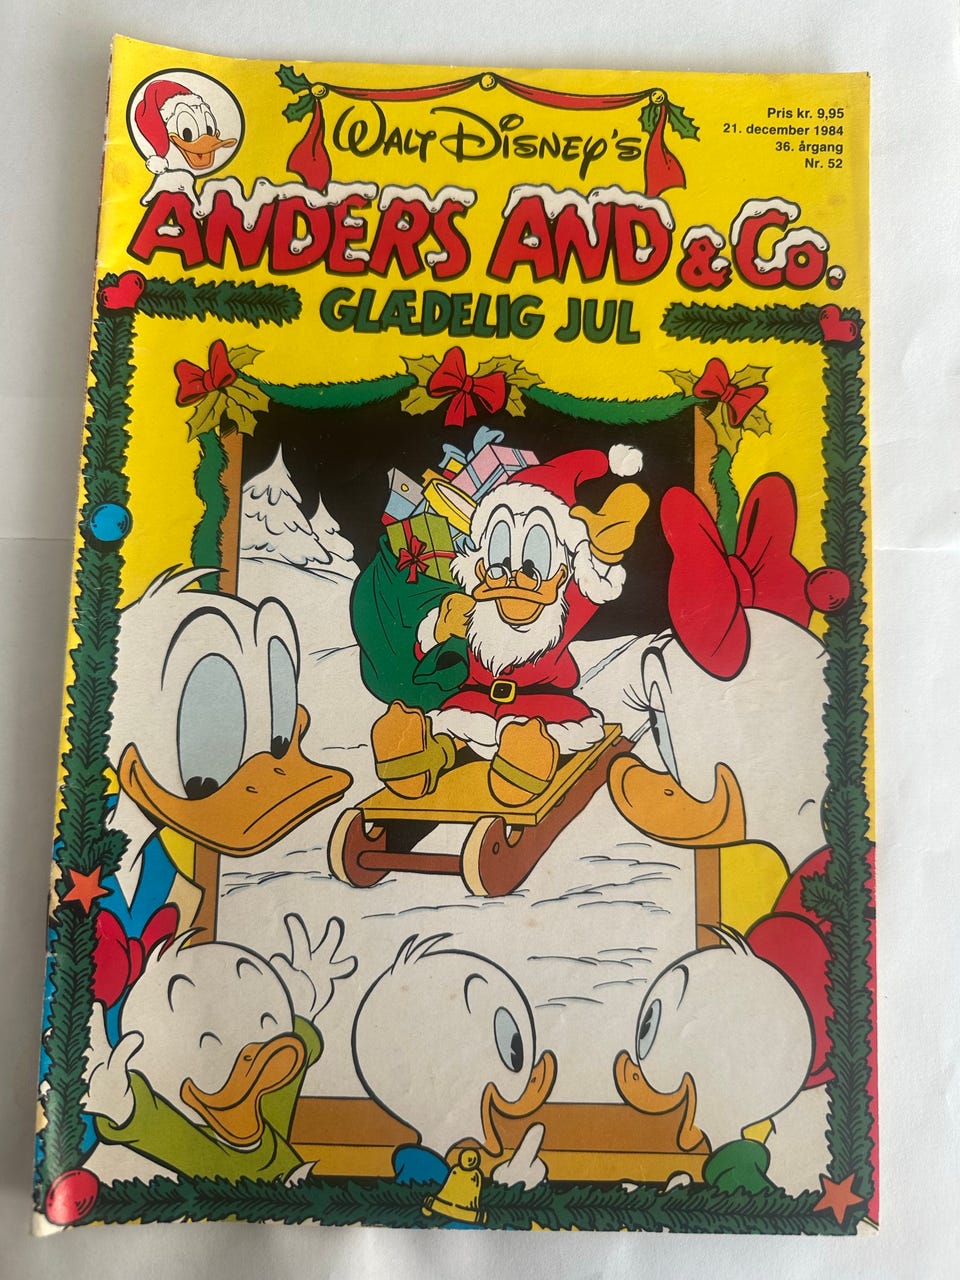 WALT DISNEY's
Pris kr. 9,95
21. december 1984
36. årgang
Nr. 52
ANDERS AND & Co.
GLÆDELIG JUL